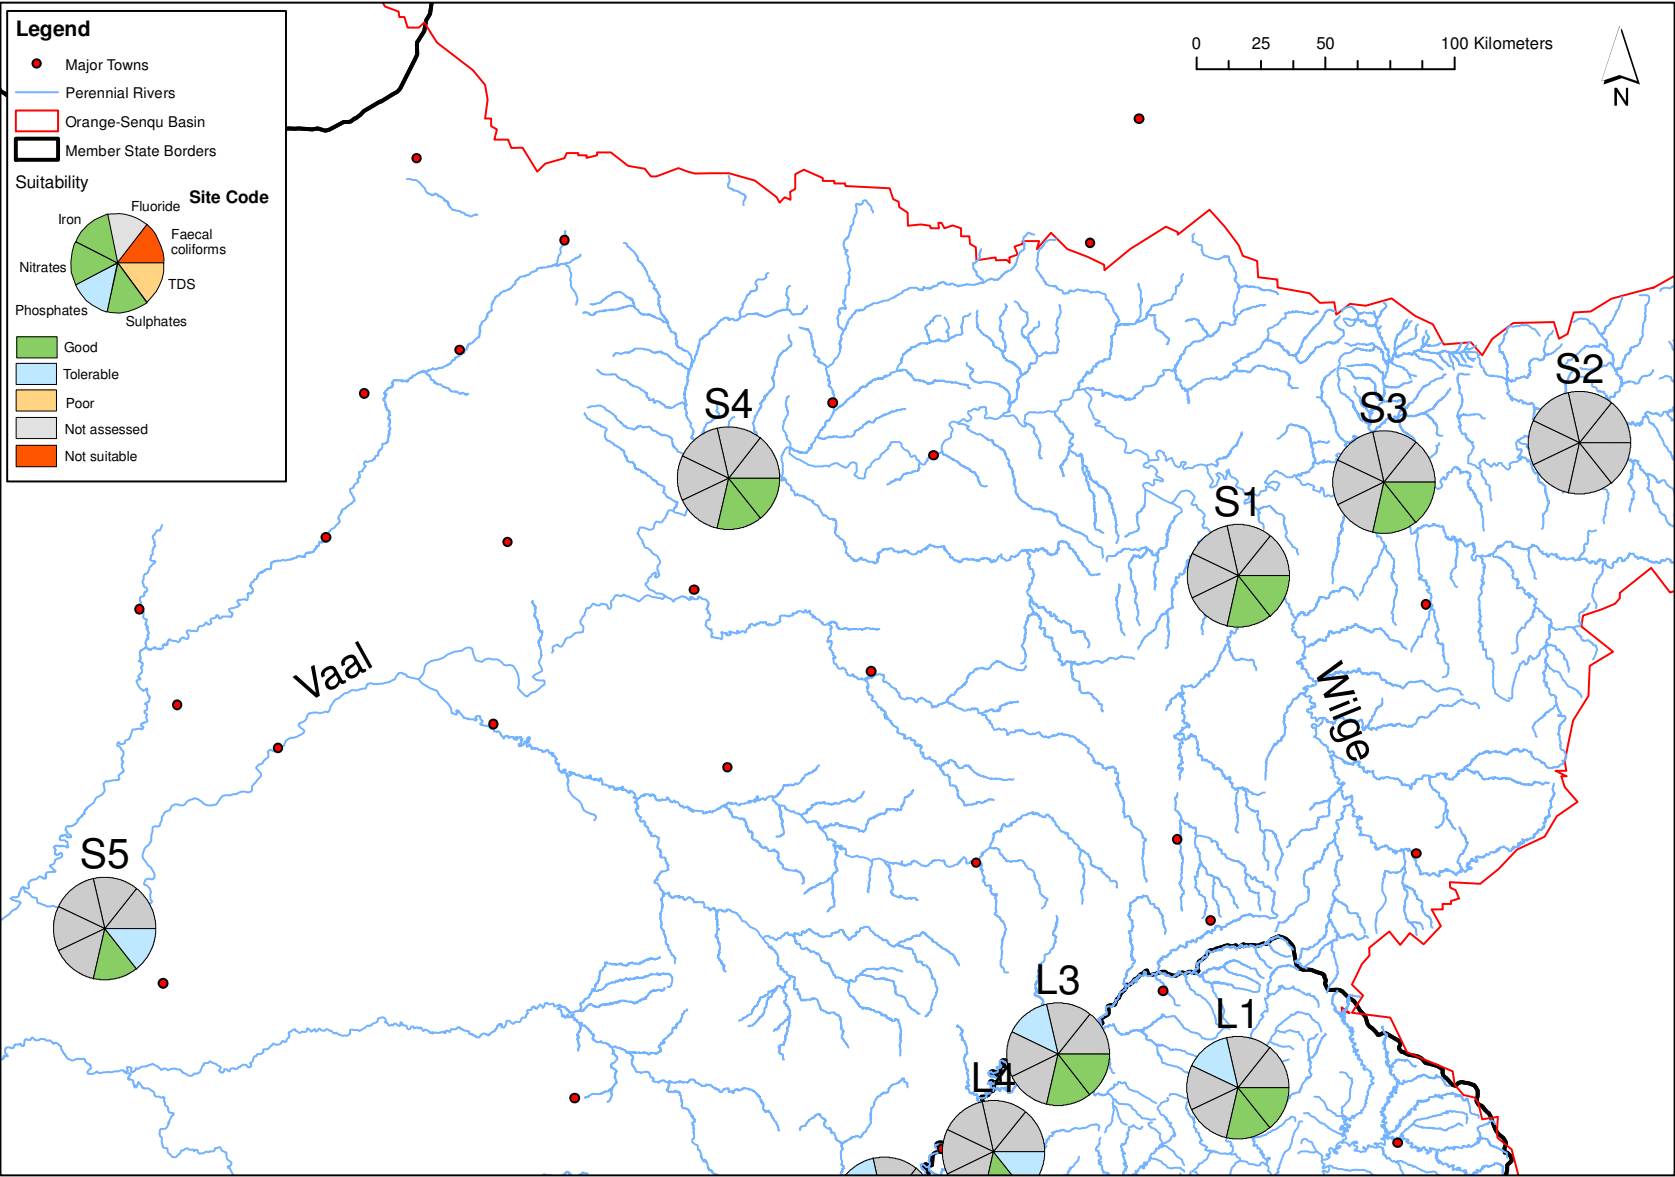 Legend
Major Towns
Perennial Rivers
Orange-Senqu Basin
Member State Borders
Suitability
Site Code
Fluoride
Iron
Faecal
coliforms
Nitrates
TDS
Phosphates
Sulphates
Good
Tolerable
Poor
Not assessed
Not suitable
0 25 50 100 Kilometers
N
S2
S3
S4
S1
Vaal
Wilge
S5
L3
L1
L4